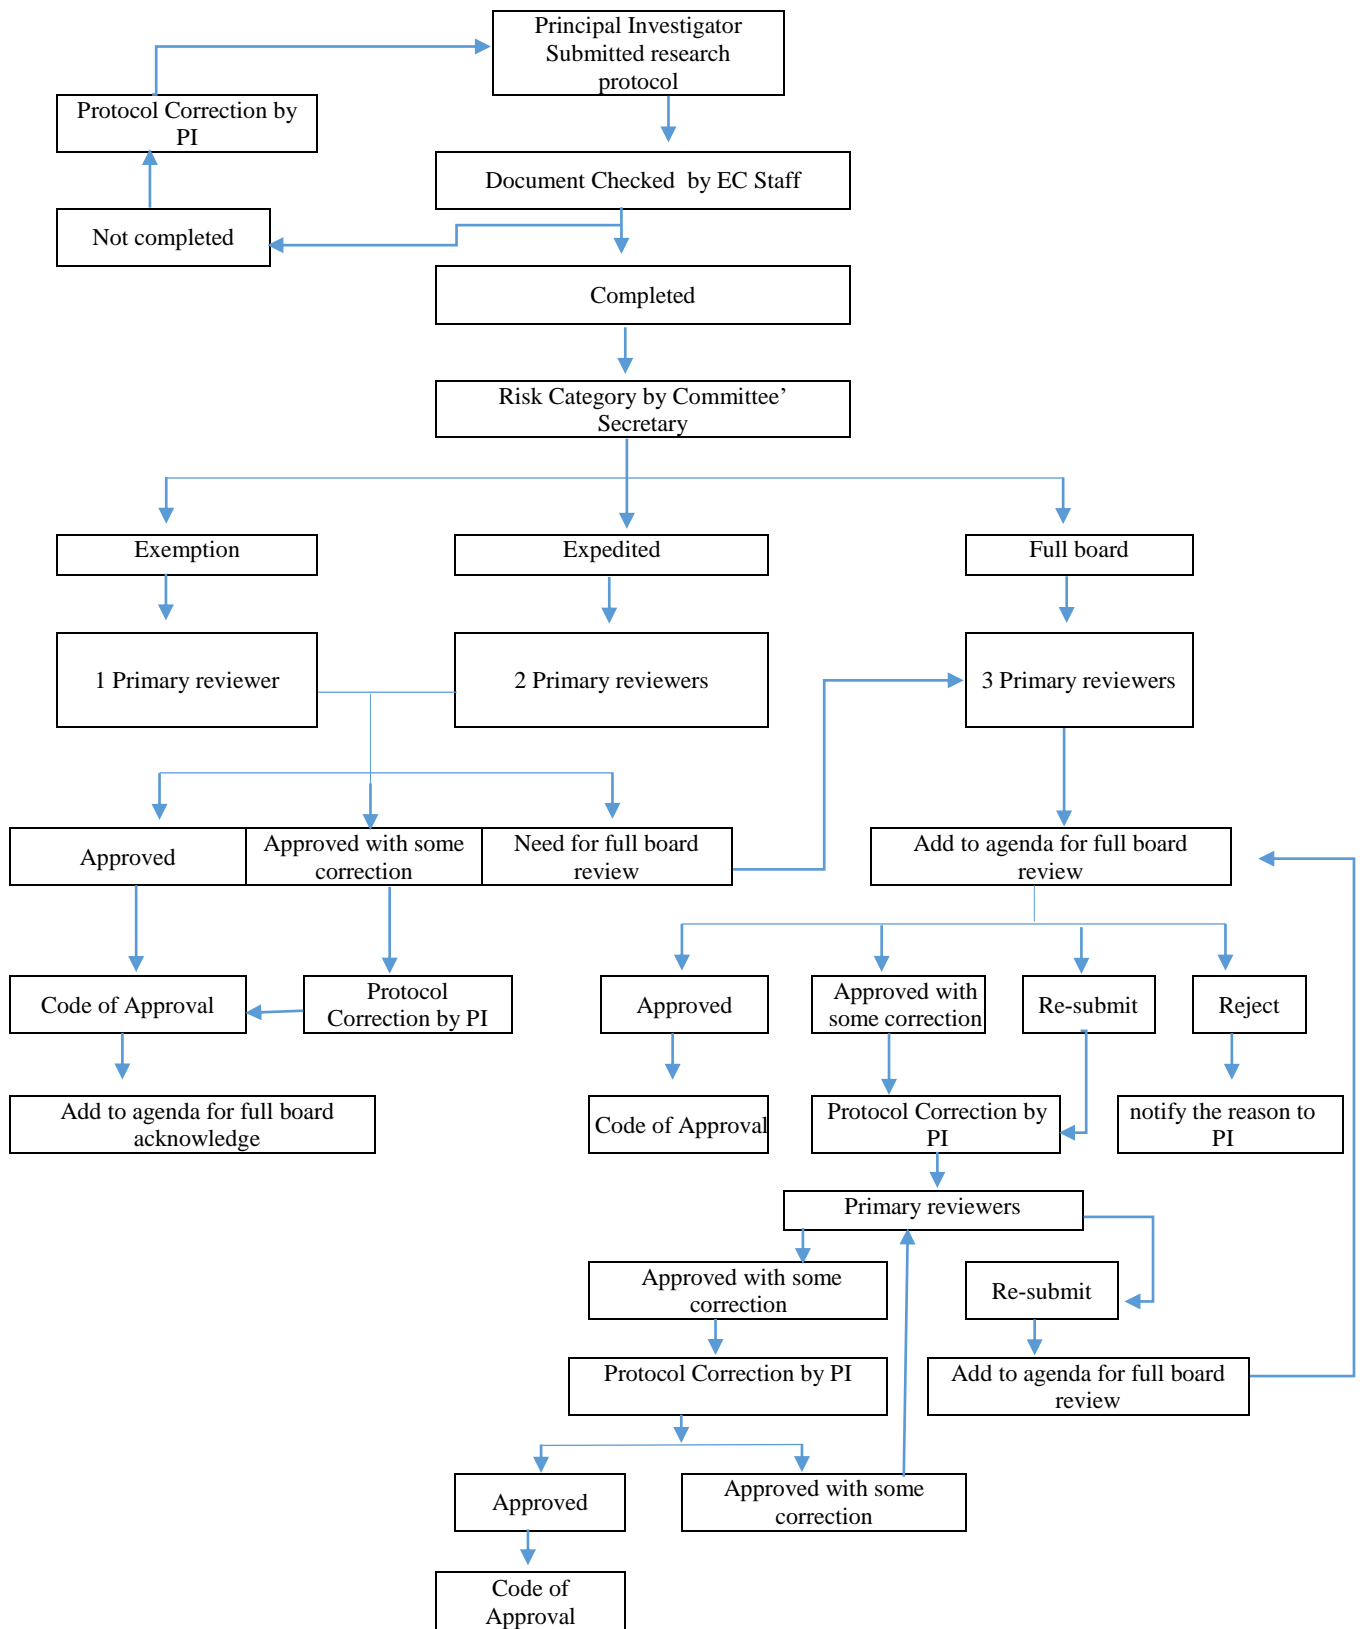 Principal Investigator
Submitted research
protocol
Protocol Correction by
PI
Document Checked  by EC Staff
Not completed
Completed
Risk Category by Committee’
Secretary
Exemption
Expedited
Full board
1 Primary reviewer
2 Primary reviewers
3 Primary reviewers
Approved
Approved with some
correction
Need for full board
review
Add to agenda for full board
review
Code of Approval
Protocol
Correction by PI
Approved
Approved with
some correction
Re-submit
Reject
Add to agenda for full board
acknowledge
Code of Approval
Protocol Correction by
PI
notify the reason to
PI
Primary reviewers
Approved with some
correction
Re-submit
Protocol Correction by PI
Add to agenda for full board
review
Approved
Approved with some
correction
Code of
Approval